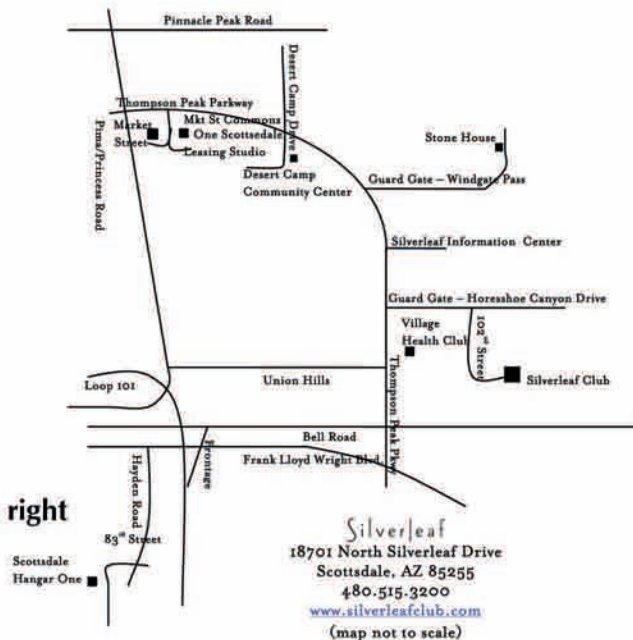 Pinnacle Peak Road
Desert Camp Drive
Thompson Peak Parkway
Mkt St Commons
Market
Street
One Scottsedale
Leasing Studio
Pima/Princess Road
Desert Camp
Community Center
Stone House
Guard Gate – Windgate Pass
Silverleaf Information Center
Guard Gate – Horesshoe Canyon Drive
Village
Health Club
102st Street
Silverleaf Club
Loop 101
Union Hills
Thompson Peak Pkwy
Bell Road
Frontage
Frank Lloyd Wright Blvd.
Hayden Road
right
83rd Street
Scottsdale
Hangar One
Silverleaf
18701 North Silverleaf Drive
Scottsdale, AZ 85255
480.515.3200
www.silverleafclub.com
(map not to scale)